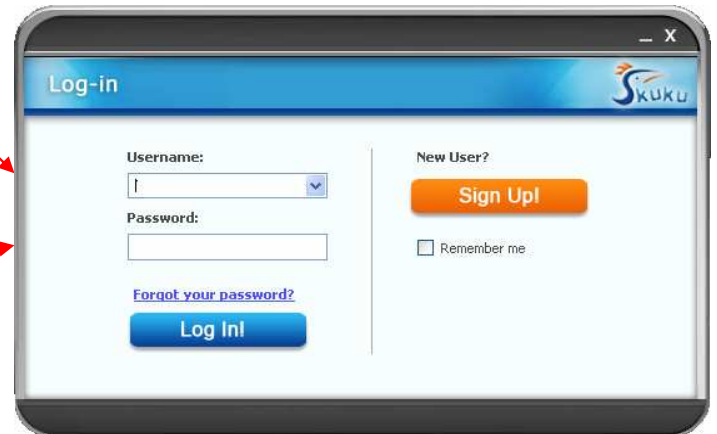 _ X
Log-in
Skuku
Username:
Password:
Forgot your password?
Log In!
New User?
Sign Up!
Remember me